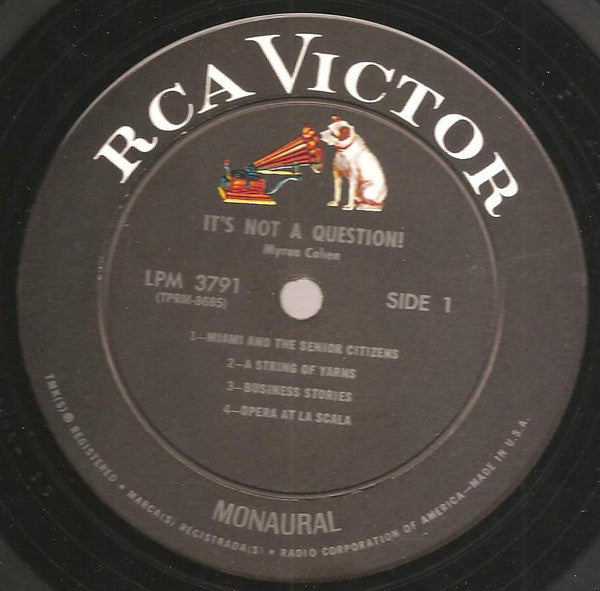 RCA VICTOR
IT'S NOT A QUESTION!
Myron Cohen
LPM 3791
(TPRM-8685)
SIDE 1
1—MIAMI AND THE SENIOR CITIZENS
2—A STRING OF YARNS
3—BUSINESS STORIES
4—OPERA AT LA SCALA
MONAURAL
TMK(S) ® REGISTERED • MARCA(S) REGISTRADA(S) • RADIO CORPORATION OF AMERICA—MADE IN U.S.A.